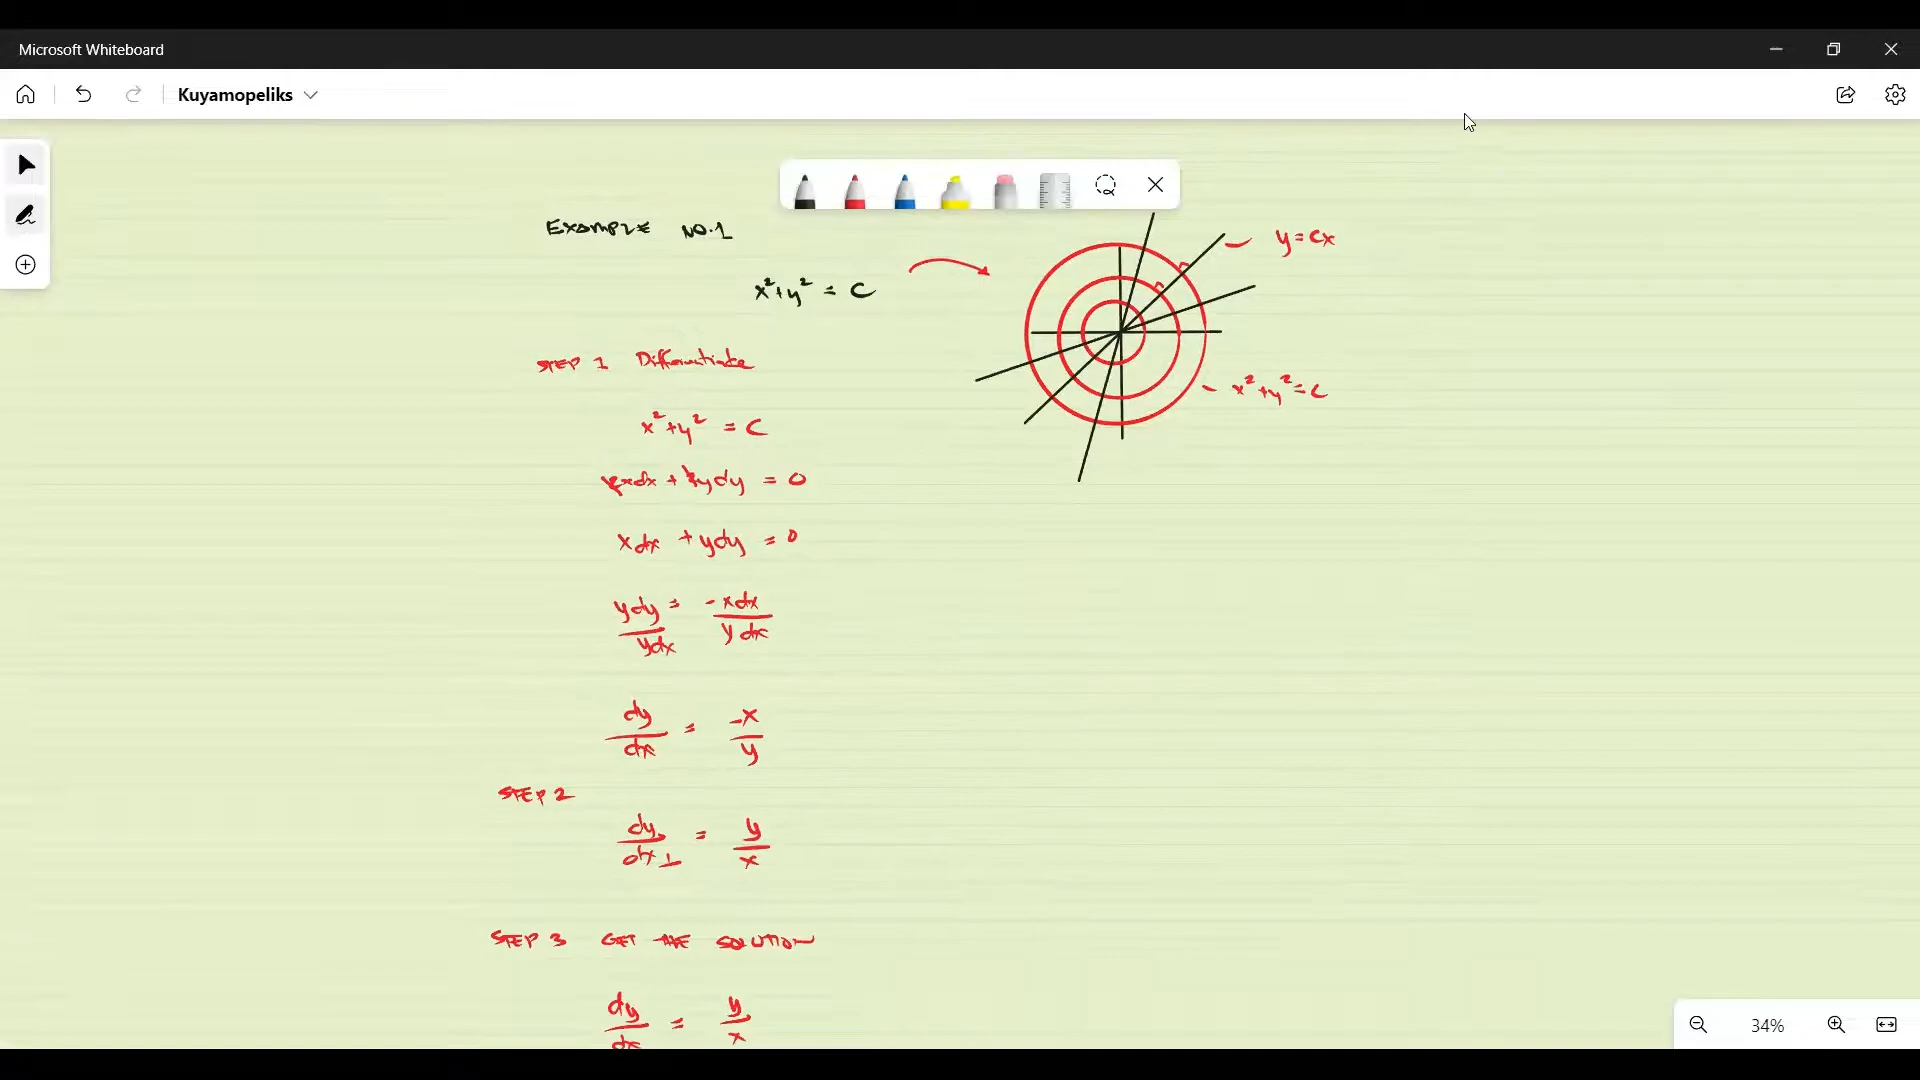 Microsoft Whiteboard
Kuyamopeliks
EXAMPLE NO.1
x²+y² = C
y=cx
x²+y²=c
STEP 1 Differentiate
x²+y² = C
2xdx + 2ydy = 0
xdx + ydy = 0
ydy/ydx = -xdx/ydx
dy/dx = -x/y
STEP 2
dy/dx⊥ = y/x
STEP 3 GET THE SOLUTION
dy/dx = y/x
34%